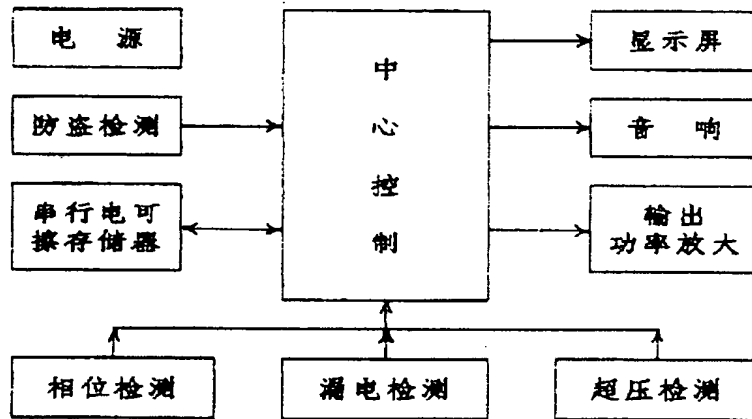 电 源
防盗检测
串行电可
擦存储器
中
心
控
制
显示屏
音 响
输出
功率放大
相位检测
漏电检测
超压检测